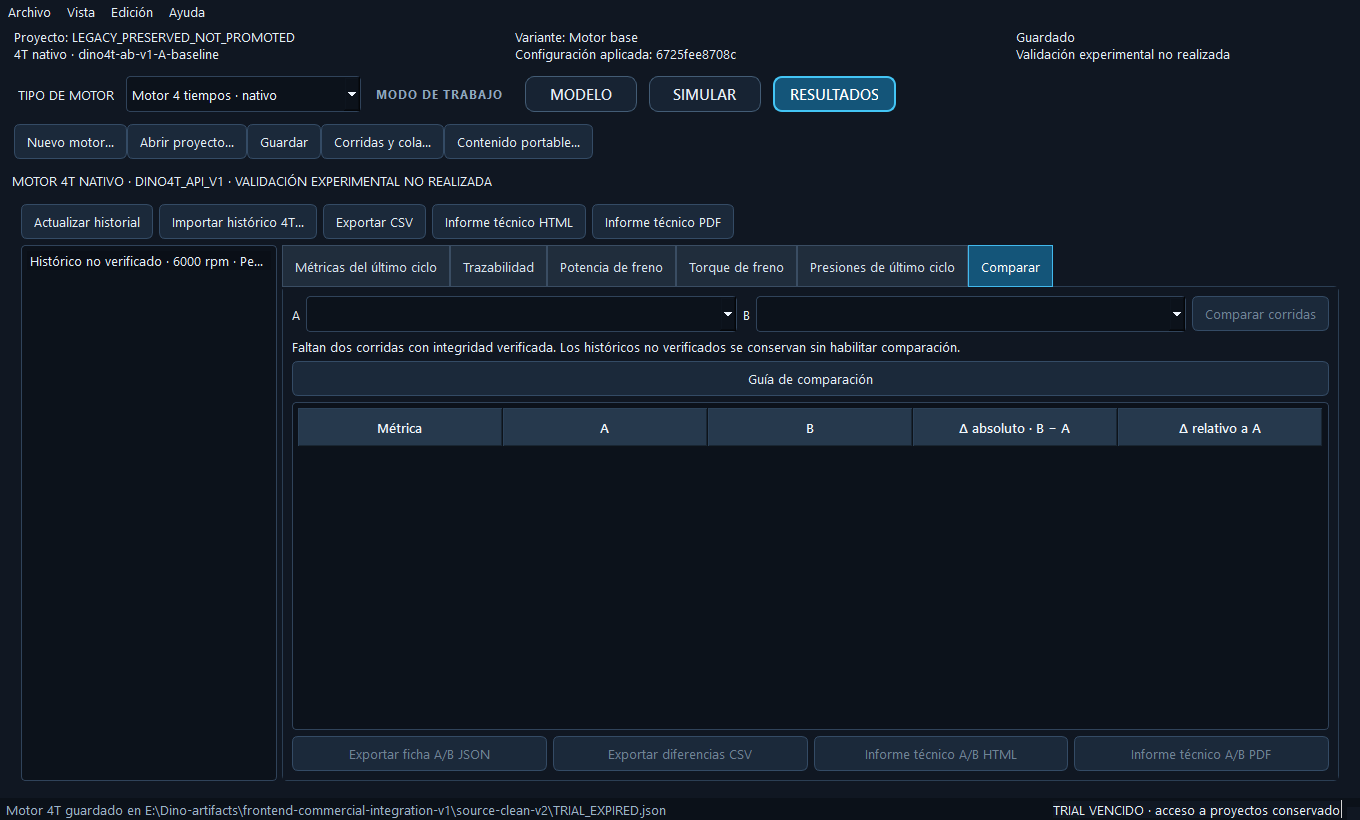 Archivo Vista Edición Ayuda
Proyecto: LEGACY_PRESERVED_NOT_PROMOTED
4T nativo · dino4t-ab-v1-A-baseline
Variante: Motor base
Configuración aplicada: 6725fee8708c
Guardado
Validación experimental no realizada
TIPO DE MOTOR Motor 4 tiempos · nativo MODO DE TRABAJO MODELO SIMULAR RESULTADOS
Nuevo motor... Abrir proyecto... Guardar Corridas y cola... Contenido portable...
MOTOR 4T NATIVO · DINO4T_API_V1 · VALIDACIÓN EXPERIMENTAL NO REALIZADA
Actualizar historial Importar histórico 4T... Exportar CSV Informe técnico HTML Informe técnico PDF
Histórico no verificado · 6000 rpm · Pe...
Métricas del último ciclo Trazabilidad Potencia de freno Torque de freno Presiones de último ciclo Comparar
A B Comparar corridas
Faltan dos corridas con integridad verificada. Los históricos no verificados se conservan sin habilitar comparación.
Guía de comparación
Métrica A B Δ absoluto · B − A Δ relativo a A
Exportar ficha A/B JSON Exportar diferencias CSV Informe técnico A/B HTML Informe técnico A/B PDF
Motor 4T guardado en E:\Dino-artifacts\frontend-commercial-integration-v1\source-clean-v2\TRIAL_EXPIRED.json
TRIAL VENCIDO · acceso a proyectos conservado